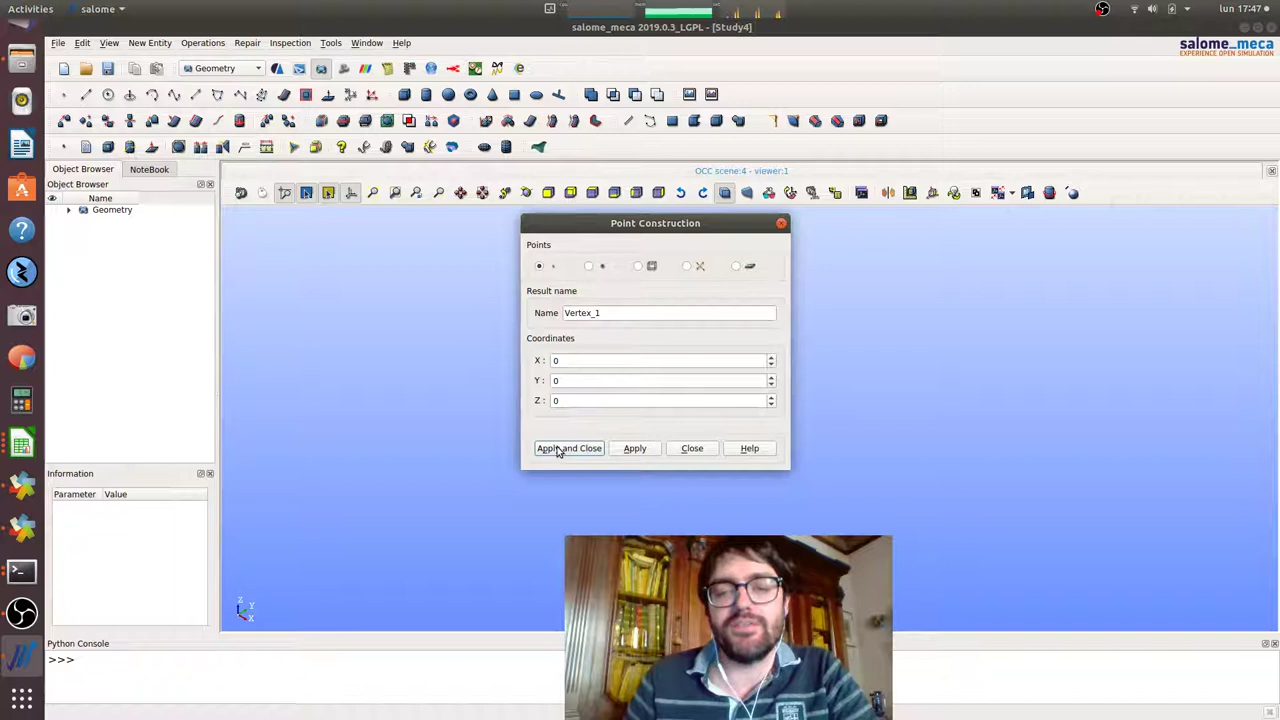 Activities
salome
lun 17:47
salome_meca 2019.0.3_LGPL - [Study4]
File Edit View New Entity Operations Repair Inspection Tools Window Help
salome_meca
EXPERIENCE OPEN SIMULATION
Geometry
Object Browser NoteBook
OCC scene:4 - viewer:1
Object Browser
Name
Geometry
Point Construction
Points
Result name
Name Vertex_1
Coordinates
X : 0
Y : 0
Z : 0
Apply and Close Apply Close Help
Information
Parameter Value
Z
Y
X
Python Console
>>>